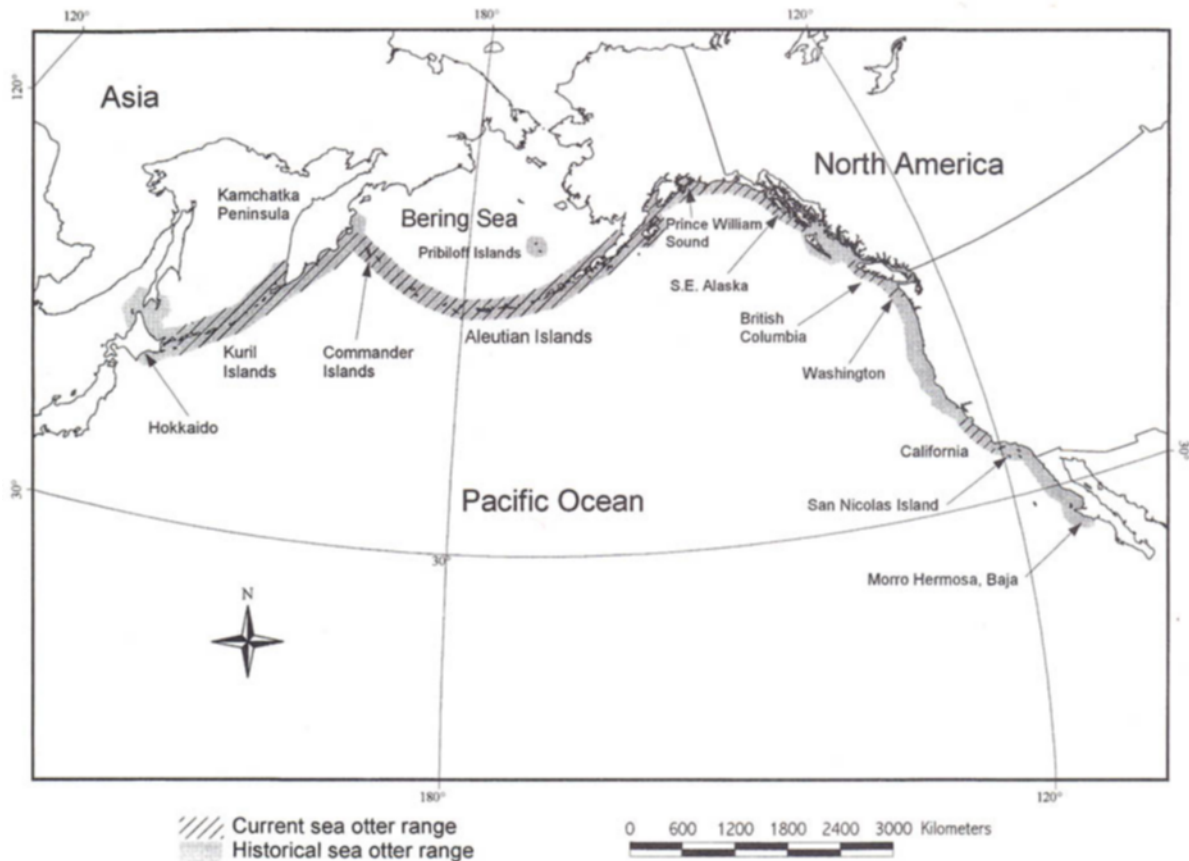 120°
180°
120°
120°
Asia
North America
Kamchatka
Peninsula
Bering Sea
Pribiloff Islands
Prince William
Sound
S.E. Alaska
British
Columbia
Washington
Aleutian Islands
Commander
Islands
Kuril
Islands
Hokkaido
California
30°
San Nicolas Island
Pacific Ocean
30°
30°
Morro Hermosa, Baja
N
180°
120°
Current sea otter range
Historical sea otter range
0 600 1200 1800 2400 3000 Kilometers